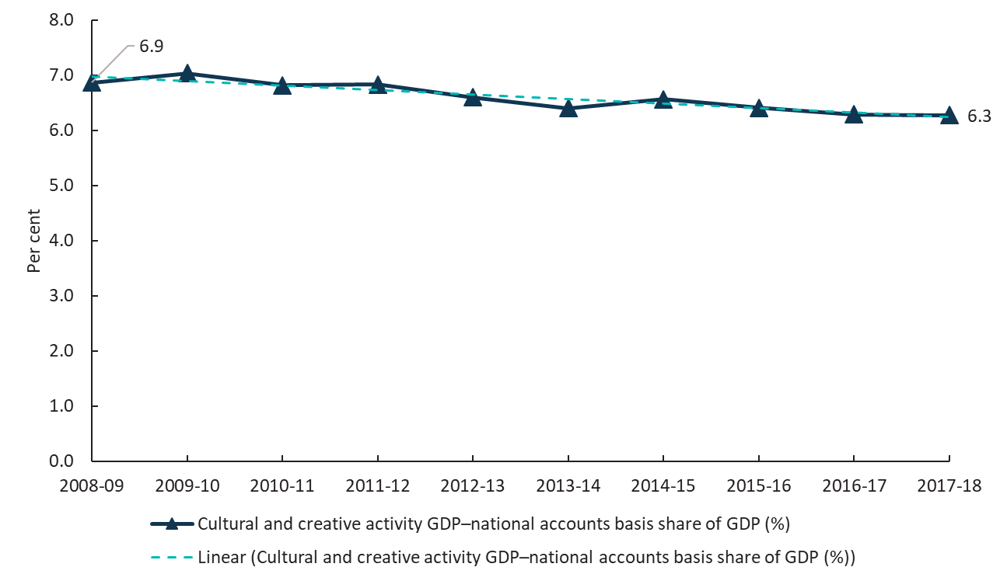 8.0
6.9
7.0
6.3
6.0
5.0
Per cent
4.0
3.0
2.0
1.0
0.0
2008-09 2009-10 2010-11 2011-12 2012-13 2013-14 2014-15 2015-16 2016-17 2017-18
Cultural and creative activity GDP–national accounts basis share of GDP (%)
Linear (Cultural and creative activity GDP–national accounts basis share of GDP (%))